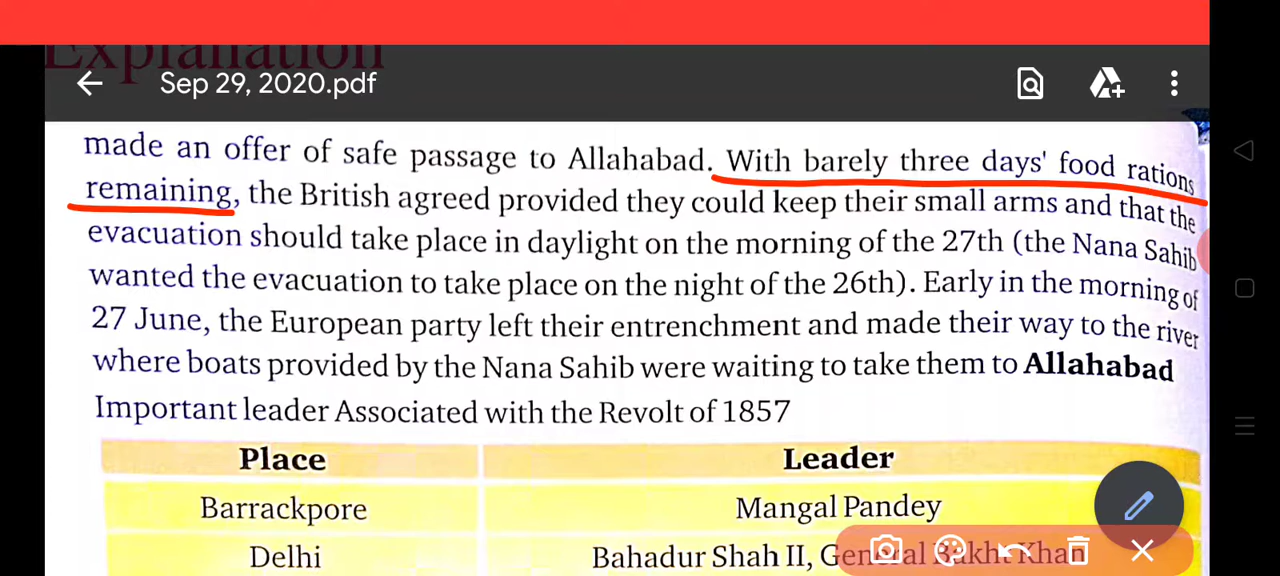 Explanation
Sep 29, 2020.pdf
made an offer of safe passage to Allahabad. With barely three days' food rations
remaining, the British agreed provided they could keep their small arms and that the
evacuation should take place in daylight on the morning of the 27th (the Nana Sahib
wanted the evacuation to take place on the night of the 26th). Early in the morning of
27 June, the European party left their entrenchment and made their way to the river
where boats provided by the Nana Sahib were waiting to take them to Allahabad
Important leader Associated with the Revolt of 1857
Place Leader
Barrackpore Mangal Pandey
Delhi Bahadur Shah II, General Bakht Khan